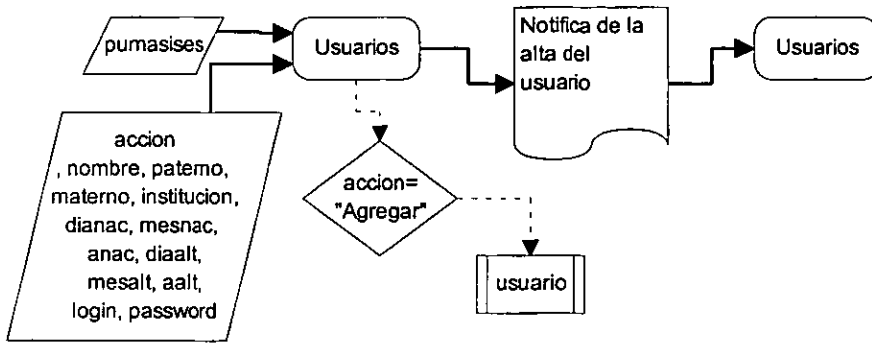 pumasises
Usuarios
Notifica de la
alta del
usuario
Usuarios
accion
, nombre, paterno,
materno, institucion,
dianac, mesnac,
anac, diaalt,
mesalt, aalt,
login, password
accion=
"Agregar"
usuario